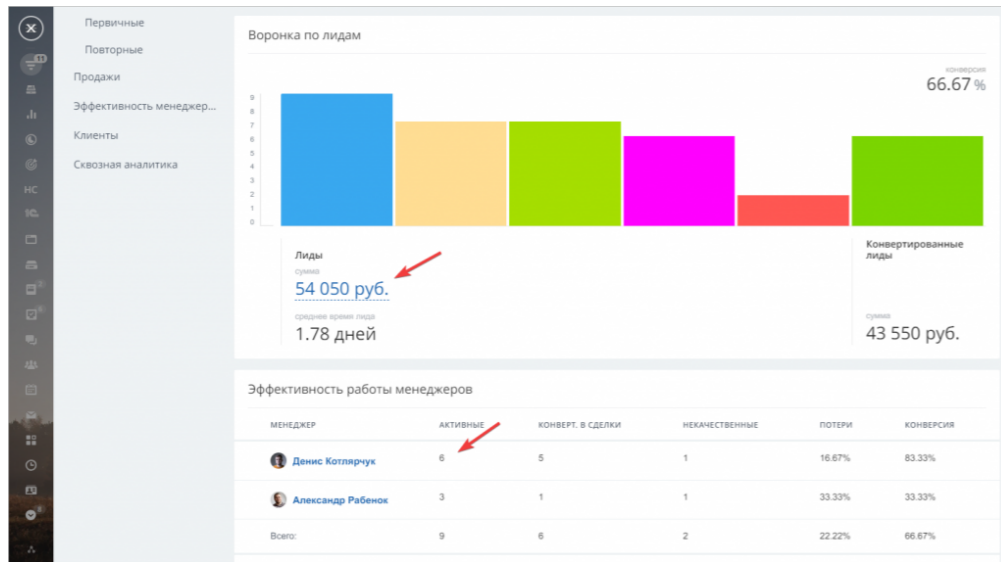 11
НС
1С
Первичные
Повторные
Продажи
Эффективность менеджер...
Клиенты
Сквозная аналитика
Воронка по лидам
конверсия
66.67 %
9
8
7
6
5
4
3
2
1
0
Лиды
сумма
54 050 руб.
среднее время лида
1.78 дней
Конвертированные
лиды
сумма
43 550 руб.
Эффективность работы менеджеров
МЕНЕДЖЕР АКТИВНЫЕ КОНВЕРТ. В СДЕЛКИ НЕКАЧЕСТВЕННЫЕ ПОТЕРИ КОНВЕРСИЯ
Денис Котлярчук 6 5 1 16.67% 83.33%
Александр Рабенок 3 1 1 33.33% 33.33%
Всего: 9 6 2 22.22% 66.67%